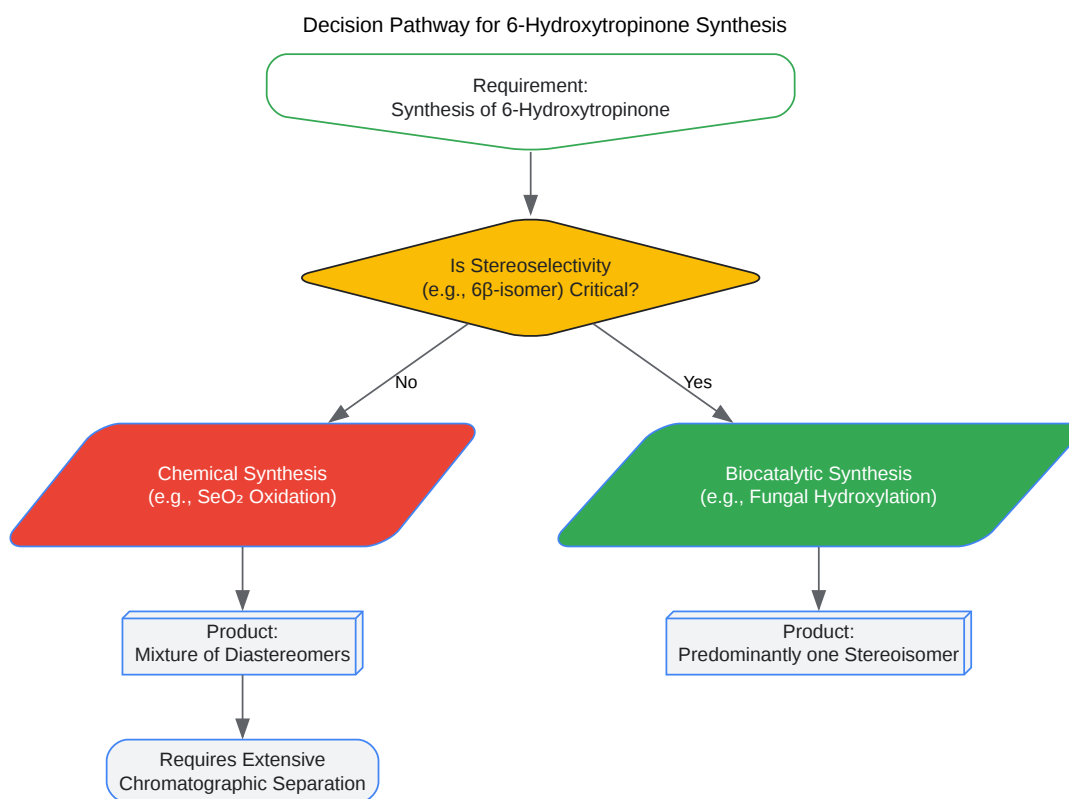 Decision Pathway for 6-Hydroxytropinone Synthesis
Requirement:
Synthesis of 6-Hydroxytropinone
Is Stereoselectivity
(e.g., 6β-isomer) Critical?
No
Yes
Chemical Synthesis
(e.g., SeO₂ Oxidation)
Biocatalytic Synthesis
(e.g., Fungal Hydroxylation)
Product:
Mixture of Diastereomers
Product:
Predominantly one Stereoisomer
Requires Extensive
Chromatographic Separation